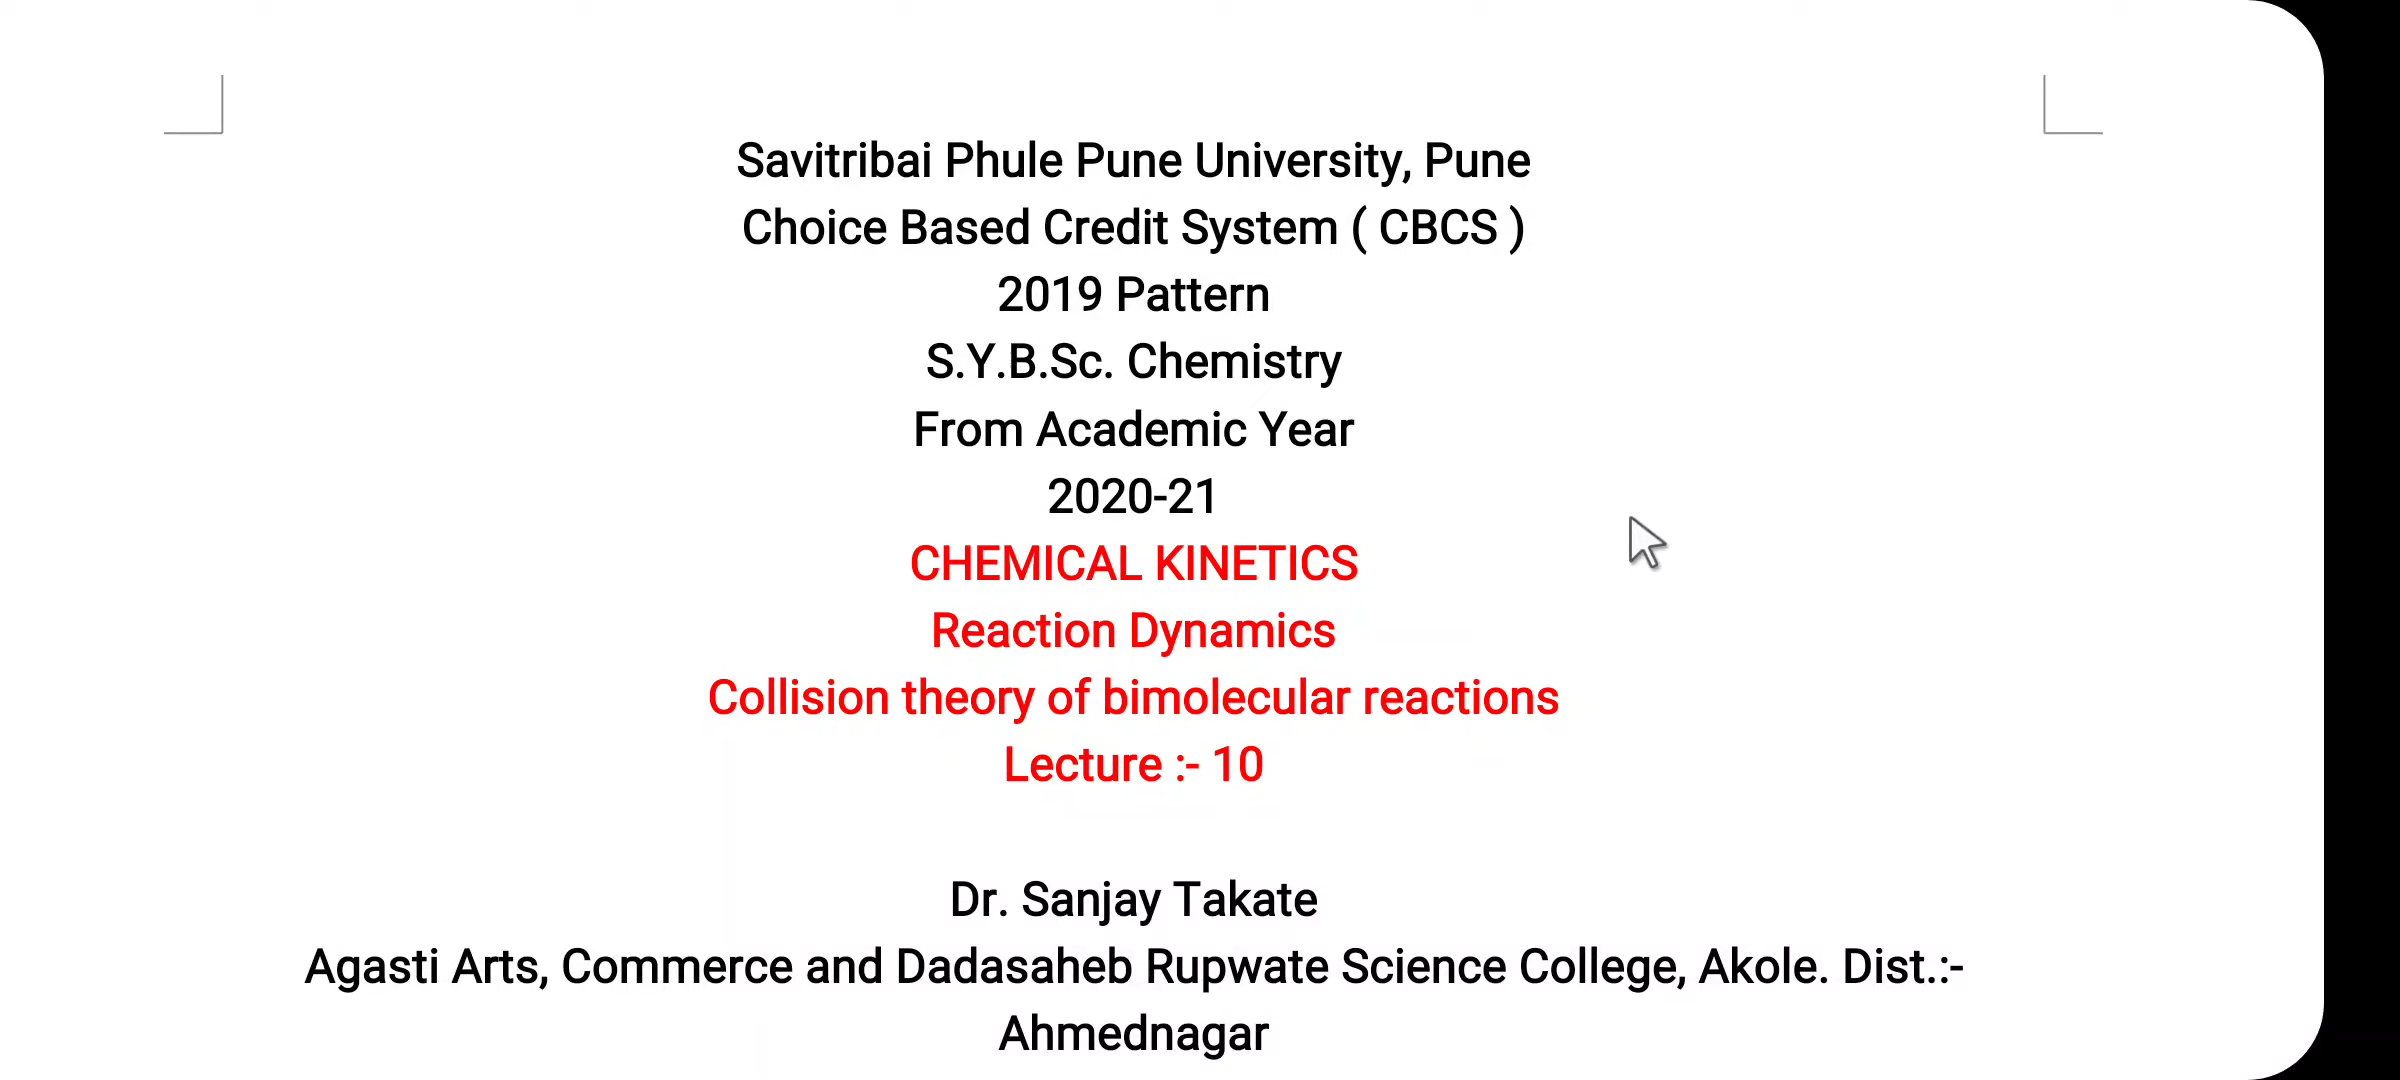 Savitribai Phule Pune University, Pune
Choice Based Credit System ( CBCS )
2019 Pattern
S.Y.B.Sc. Chemistry
From Academic Year
2020-21
CHEMICAL KINETICS
Reaction Dynamics
Collision theory of bimolecular reactions
Lecture :- 10
Dr. Sanjay Takate
Agasti Arts, Commerce and Dadasaheb Rupwate Science College, Akole. Dist.:-
Ahmednagar